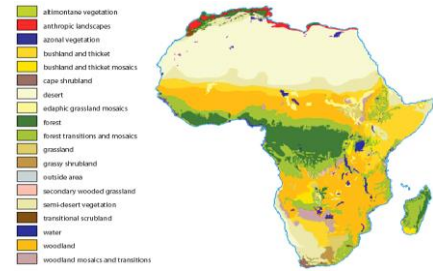 altimontane vegetation
anthropic landscapes
azonal vegetation
bushland and thicket
bushland and thicket mosaics
cape shrubland
desert
edaphic grassland mosaics
forest
forest transitions and mosaics
grassland
grassy shrubland
outside area
secondary wooded grassland
semi-desert vegetation
transitional scrubland
water
woodland
woodland mosaics and transitions